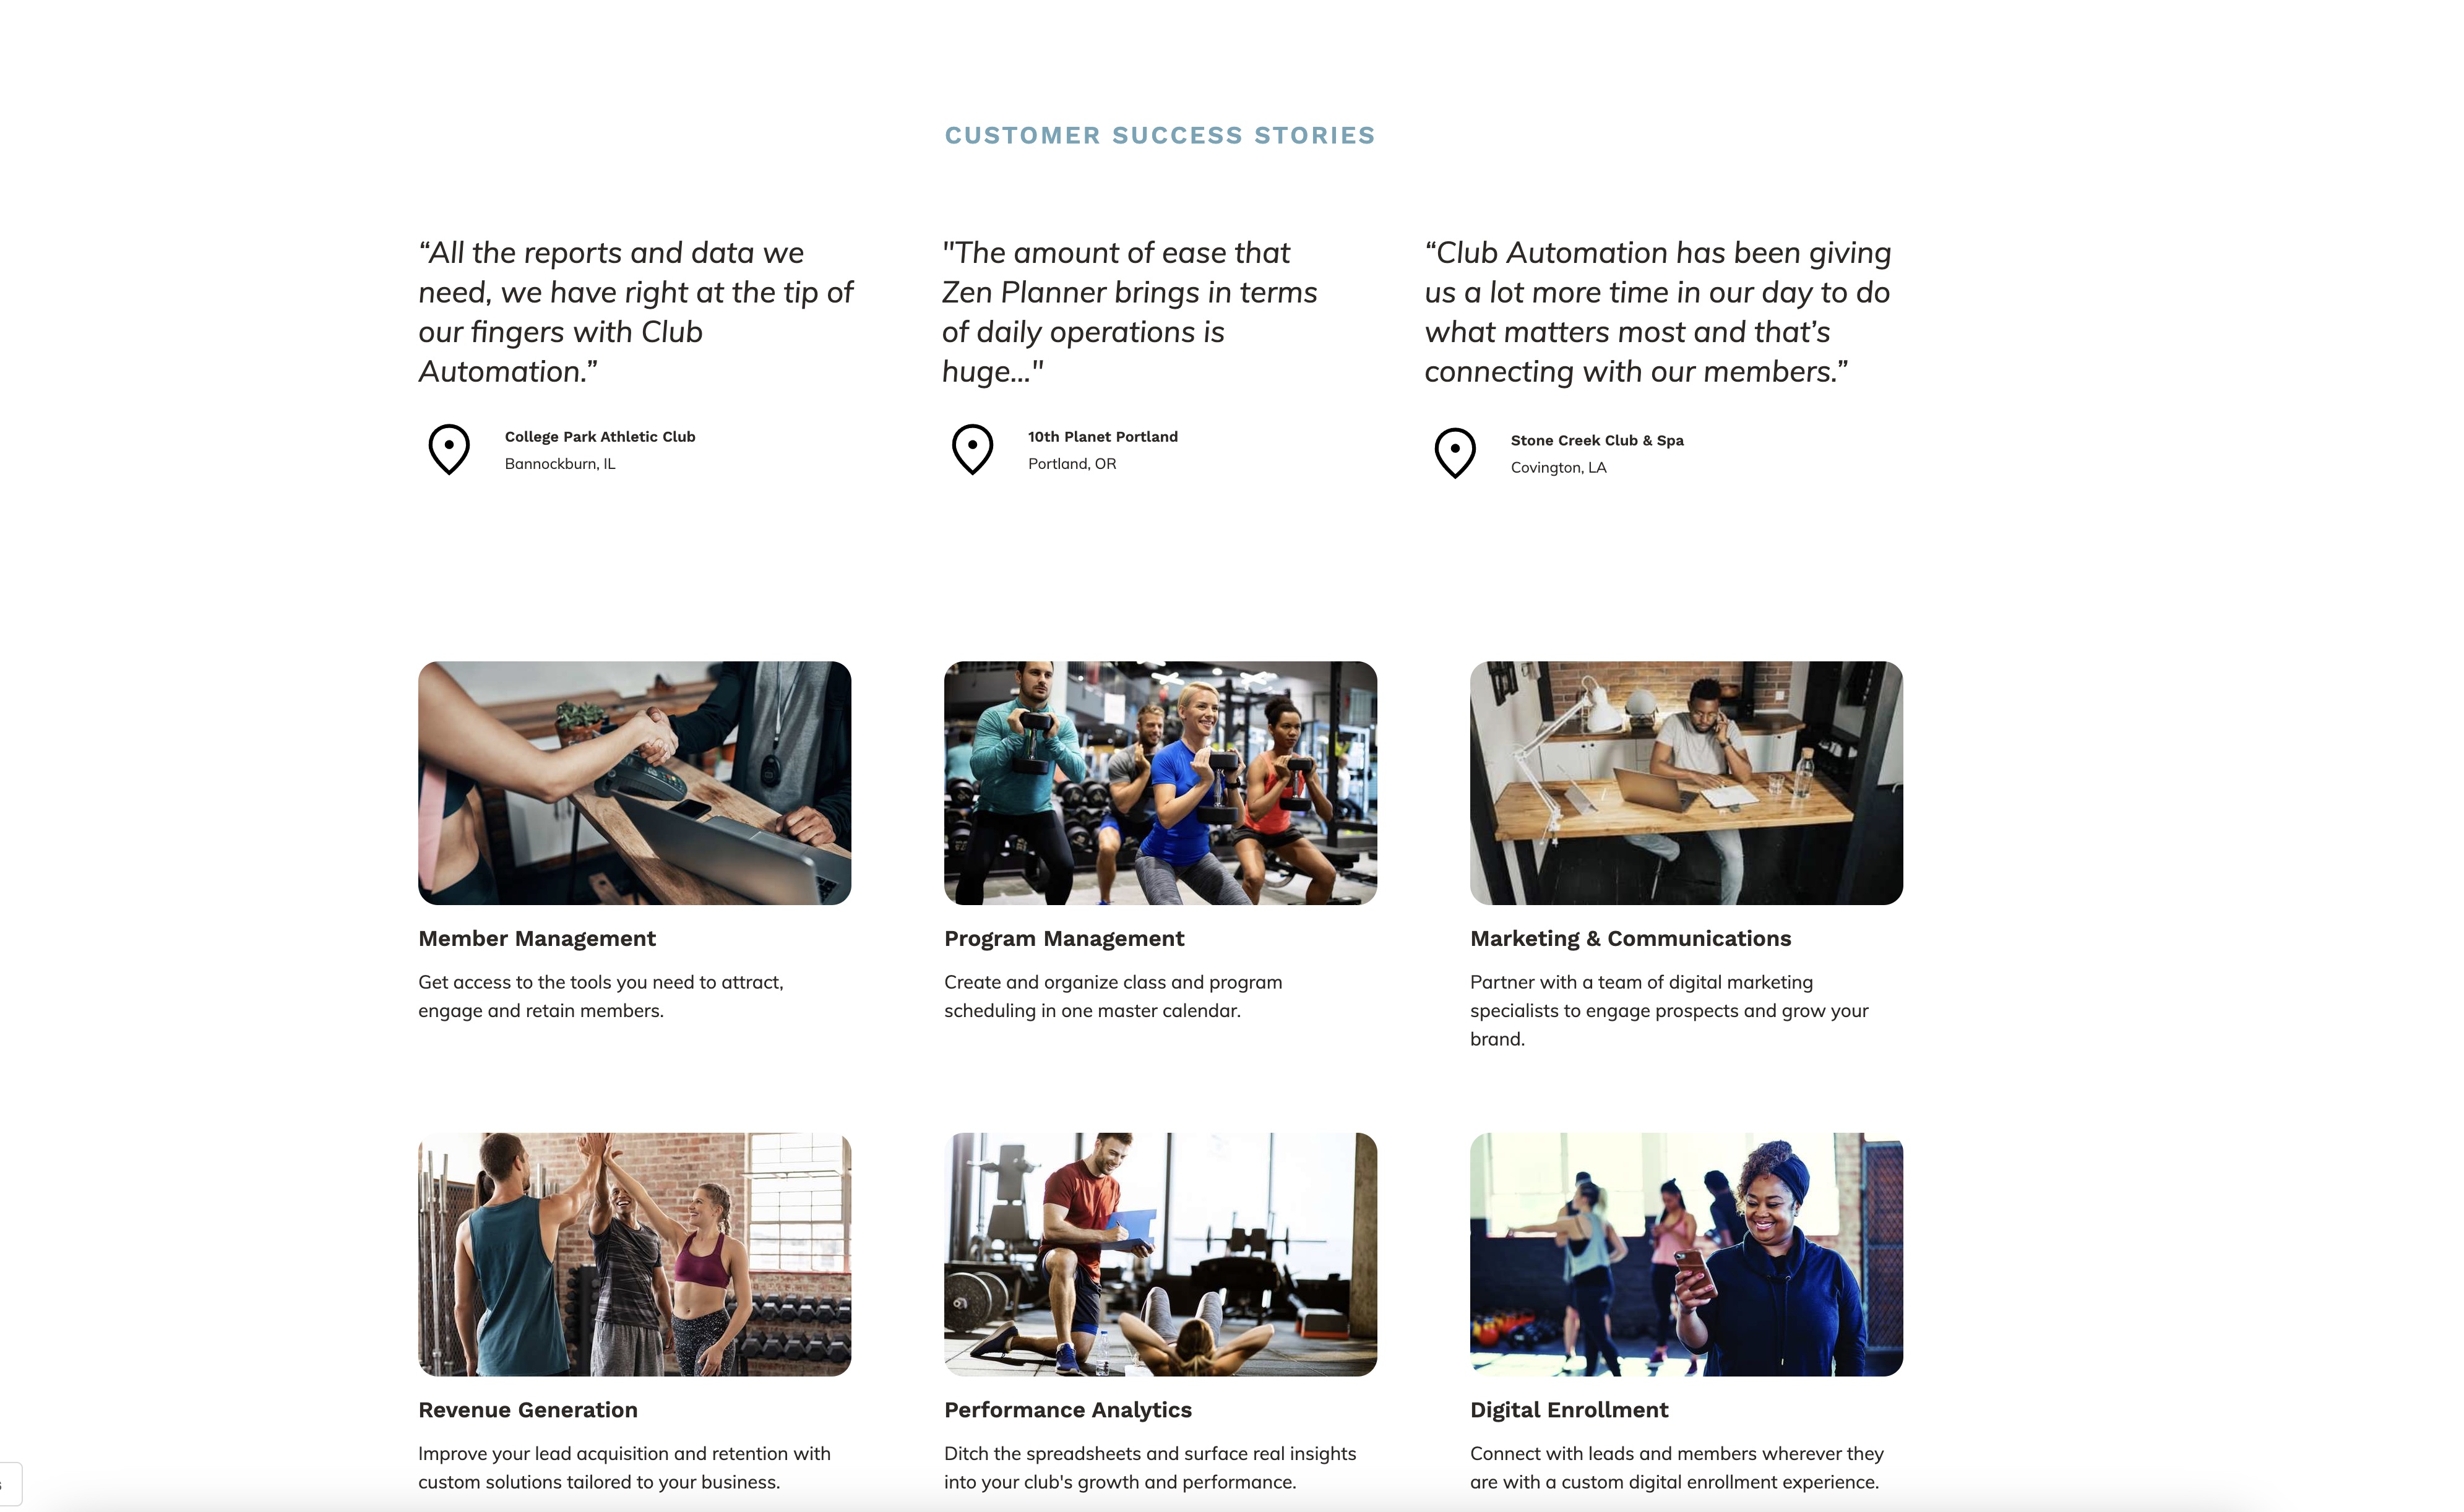 CUSTOMER SUCCESS STORIES
“All the reports and data we
need, we have right at the tip of
our fingers with Club
Automation.”
College Park Athletic Club
Bannockburn, IL
"The amount of ease that
Zen Planner brings in terms
of daily operations is
huge..."
10th Planet Portland
Portland, OR
“Club Automation has been giving
us a lot more time in our day to do
what matters most and that’s
connecting with our members.”
Stone Creek Club & Spa
Covington, LA
Member Management
Get access to the tools you need to attract,
engage and retain members.
Program Management
Create and organize class and program
scheduling in one master calendar.
Marketing & Communications
Partner with a team of digital marketing
specialists to engage prospects and grow your
brand.
Revenue Generation
Improve your lead acquisition and retention with
custom solutions tailored to your business.
Performance Analytics
Ditch the spreadsheets and surface real insights
into your club's growth and performance.
Digital Enrollment
Connect with leads and members wherever they
are with a custom digital enrollment experience.